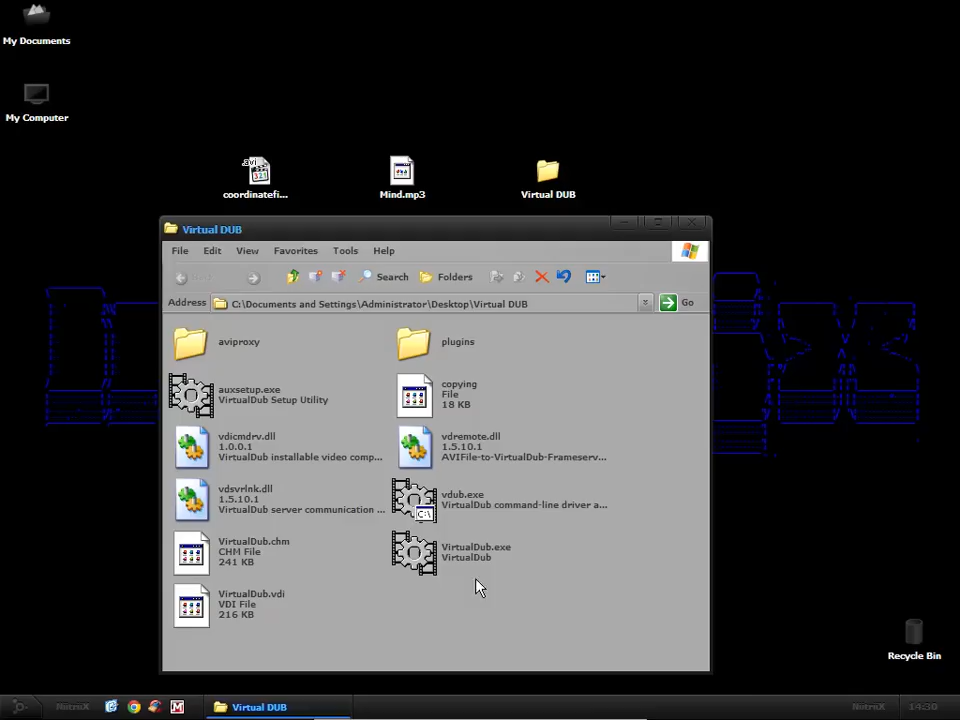 My Documents
My Computer
.avi
321
coordinatefi...
Mind.mp3
Virtual DUB
Virtual DUB
File Edit View Favorites Tools Help
Search Folders
Address C:\Documents and Settings\Administrator\Desktop\Virtual DUB Go
aviproxy
plugins
auxsetup.exe
VirtualDub Setup Utility
copying
File
18 KB
vdicmdrv.dll
1.0.0.1
VirtualDub installable video comp...
vdremote.dll
1.5.10.1
AVIFile-to-VirtualDub-Frameserv...
vdsvrlnk.dll
1.5.10.1
VirtualDub server communication ...
C:\
vdub.exe
VirtualDub command-line driver a...
VirtualDub.chm
CHM File
241 KB
VirtualDub.exe
VirtualDub
VirtualDub.vdi
VDI File
216 KB
Recycle Bin
NotruX
M
Virtual DUB
NotruX
14:30